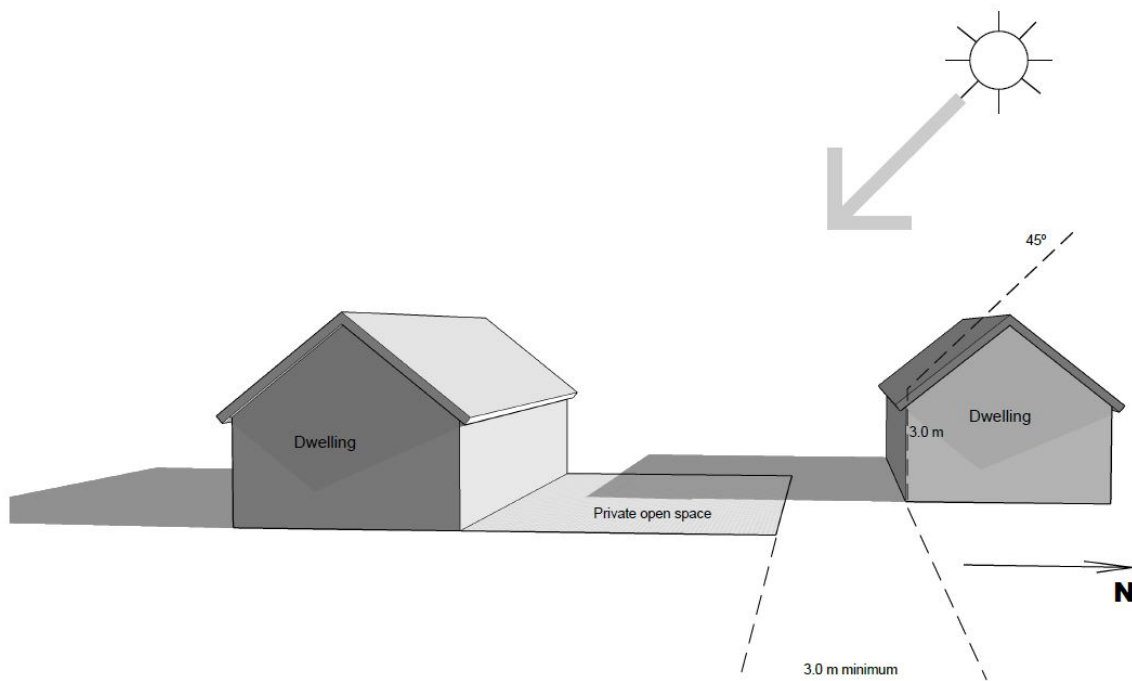 45º
Dwelling
Dwelling
3.0 m
Private open space
N
3.0 m minimum